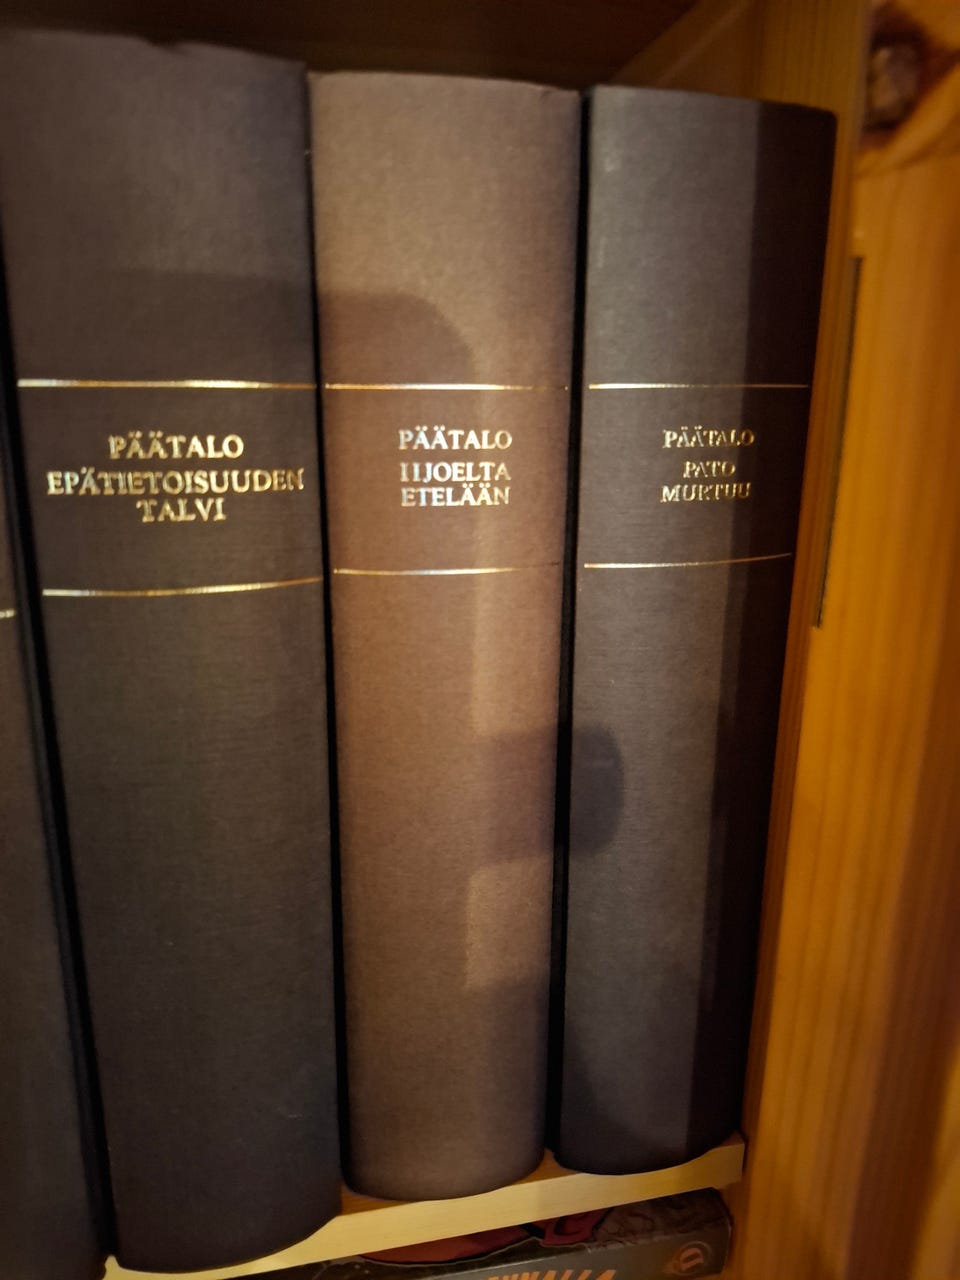 PÄÄTALO
EPÄTIETOISUUDEN
TALVI
PÄÄTALO
IIJOELTA
ETELÄÄN
PÄÄTALO
PATO
MURTUU